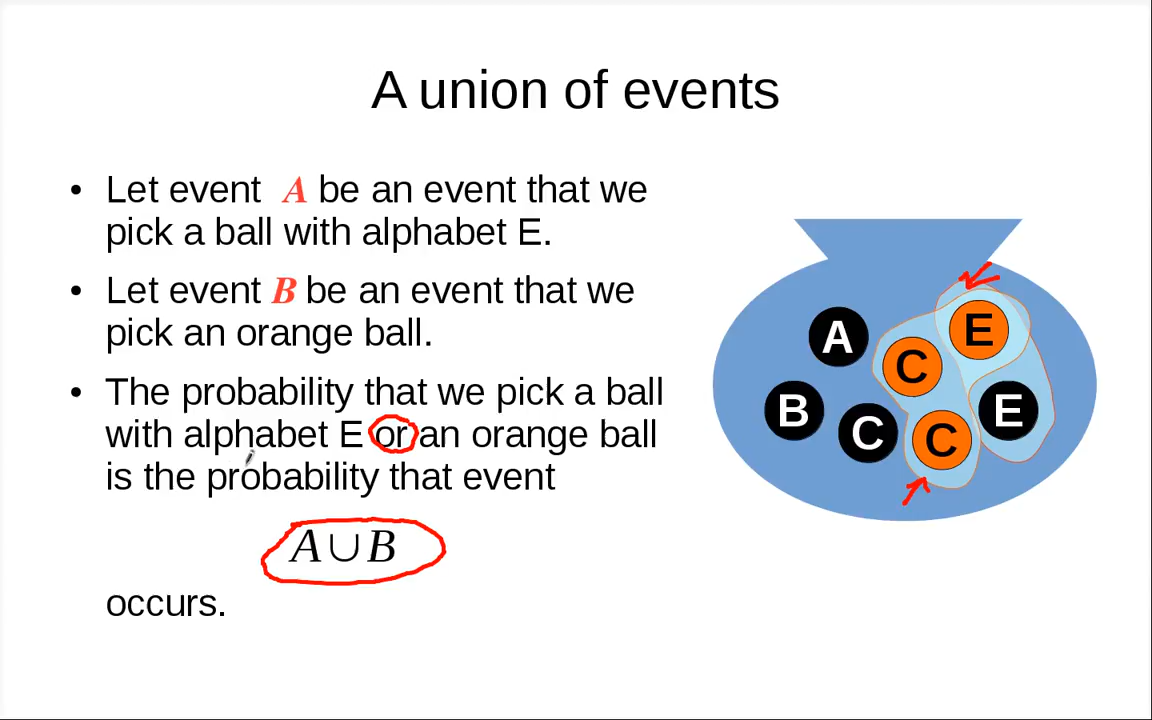 A union of events
• Let event A be an event that we
pick a ball with alphabet E.
• Let event B be an event that we
pick an orange ball.
• The probability that we pick a ball
with alphabet E or an orange ball
is the probability that event
A∪B
occurs.
A
E
C
B
C
C
E